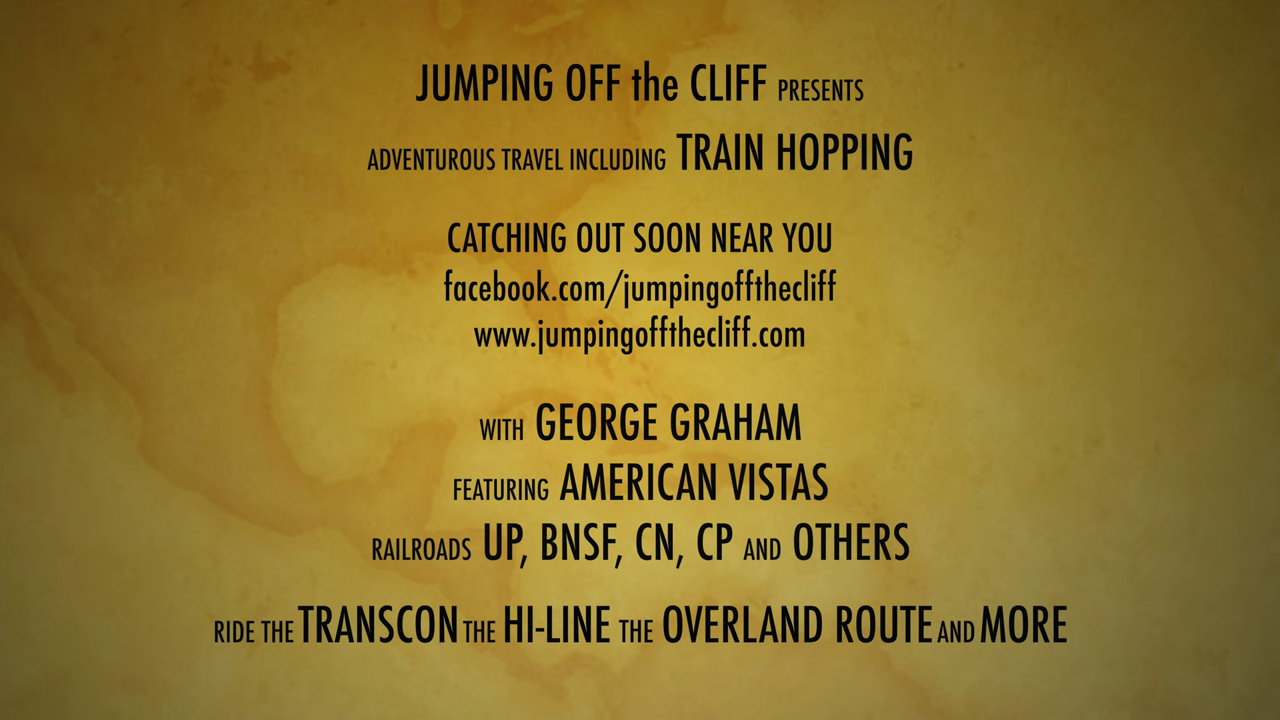 JUMPING OFF the CLIFF PRESENTS
ADVENTUROUS TRAVEL INCLUDING TRAIN HOPPING
CATCHING OUT SOON NEAR YOU
facebook.com/jumpingoffthecliff
www.jumpingoffthecliff.com
WITH GEORGE GRAHAM
FEATURING AMERICAN VISTAS
RAILROADS UP, BNSF, CN, CP AND OTHERS
RIDE THE TRANSCON THE HI-LINE THE OVERLAND ROUTE AND MORE